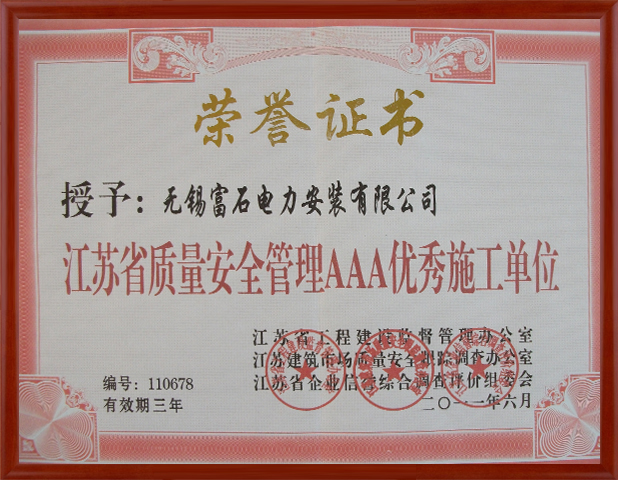 荣誉证书
授予：无锡富石电力安装有限公司
江苏省质量安全管理AAA优秀施工单位
江苏省工程建设监督管理办公室
江苏建筑市场质量安全跟踪调查办公室
编号：110678 江苏省企业信誉综合调查评价组委会
有效期三年 二〇一一年六月